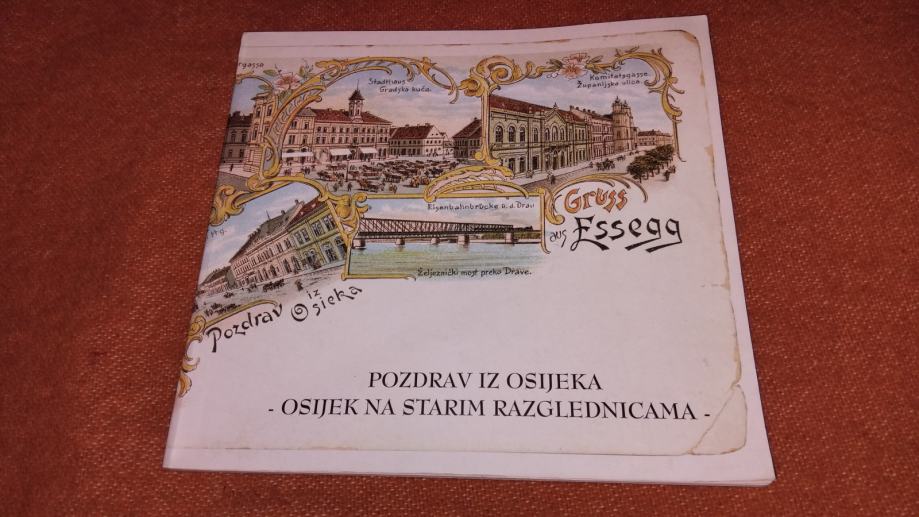 rgasse
Stadthaus
Gradska kuća.
Komitatsgasse.
Županijska ulica.
Eisenbahnbrücke ü. d. Drau
Željeznički most preko Drave.
Gruss
aus Essegg
Pozdrav iz Osieka
POZDRAV IZ OSIJEKA
- OSIJEK NA STARIM RAZGLEDNICAMA -